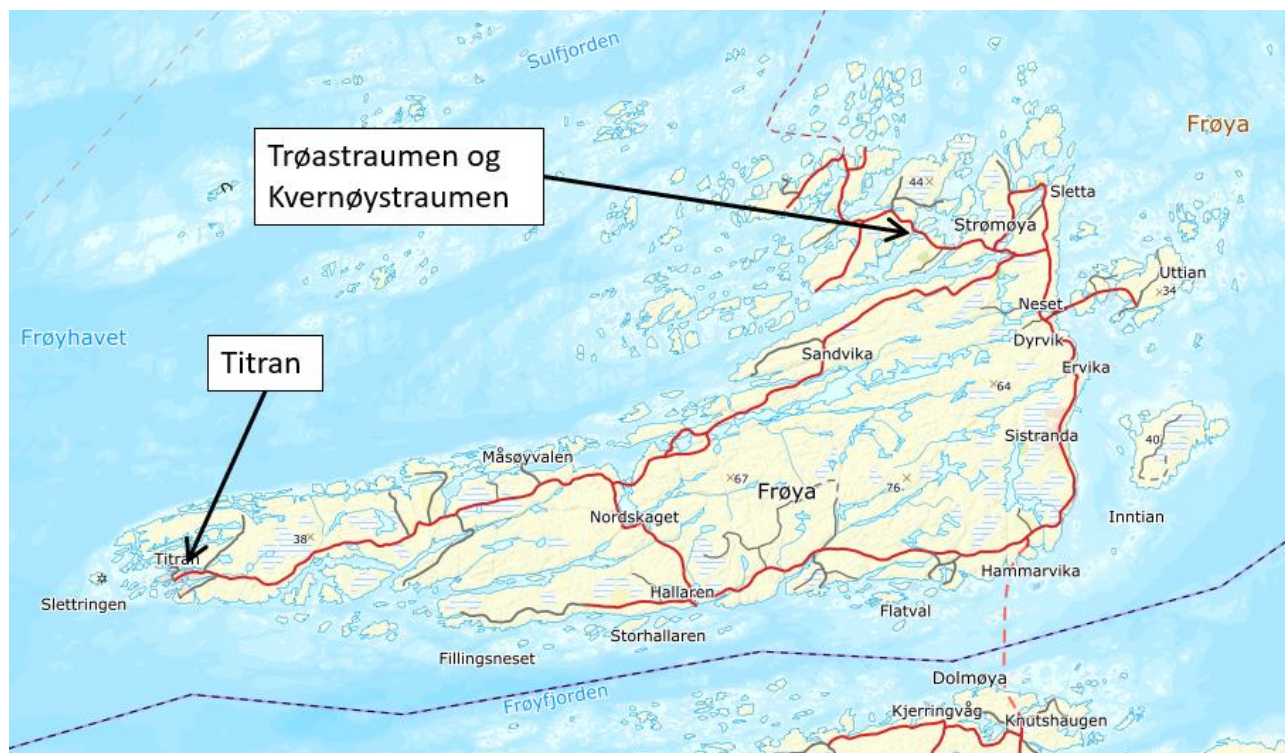 Sulfjorden
Trøastraumen og
Kvernøystraumen
Frøya
44
Sletta
Strømøya
Uttian
34
Neset
Frøyhavet
Titran
Sandvika
Dyrvik
Ervika
64
40
Sistranda
Måsøyvalen
67
Frøya
76
Nordskaget
Inntian
38
Titran
Slettringen
Hallaren
Hammarvika
Flatval
Storhallaren
Fillingsneset
Frøyfjorden
Dolmøya
Kjerringvåg
Knutshaugen